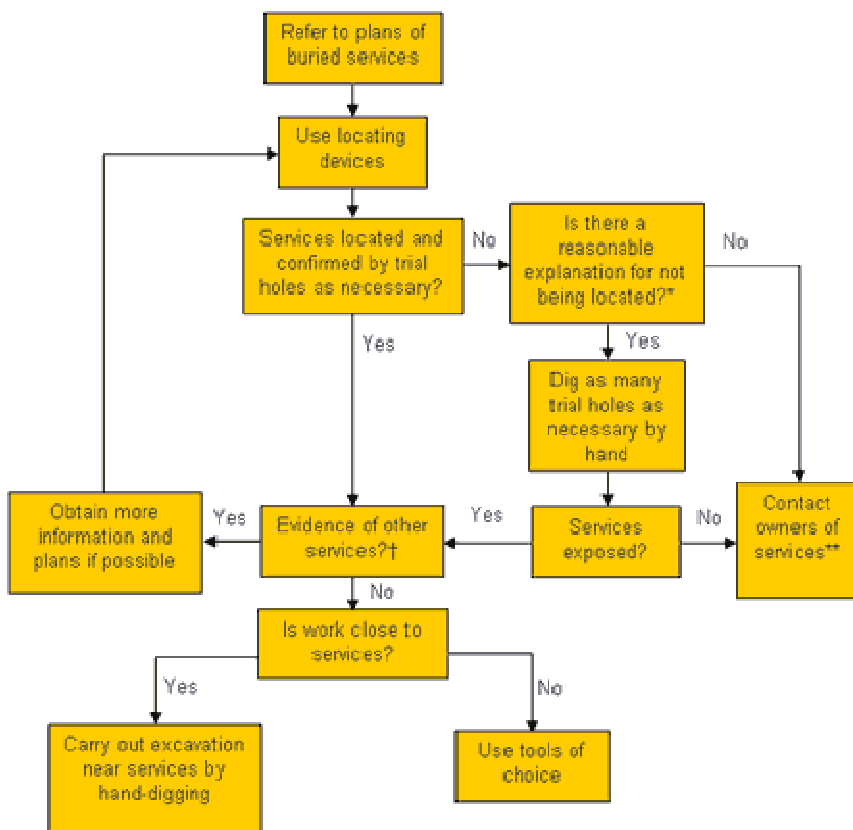 Refer to plans of
buried services
Use locating
devices
Services located and
confirmed by trial
holes as necessary?
No
Is there a
reasonable
explanation for not
being located?*
No
Yes
Yes
Dig as many
trial holes as
necessary by
hand
Obtain more
information and
plans if possible
Yes
Evidence of other
services?†
Yes
Services
exposed?
No
Contact
owners of
services**
No
Is work close to
services?
Yes
No
Carry out excavation
near services by
hand-digging
Use tools of
choice